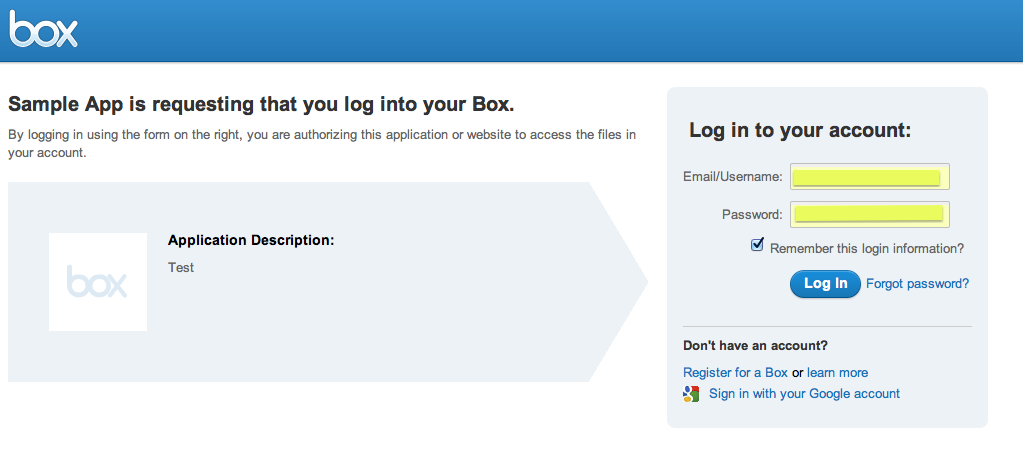 box
Sample App is requesting that you log into your Box.
By logging in using the form on the right, you are authorizing this application or website to access the files in
your account.
box
Application Description:
Test
Log in to your account:
Email/Username:
Password:
Remember this login information?
Log In Forgot password?
Don't have an account?
Register for a Box or learn more
Sign in with your Google account